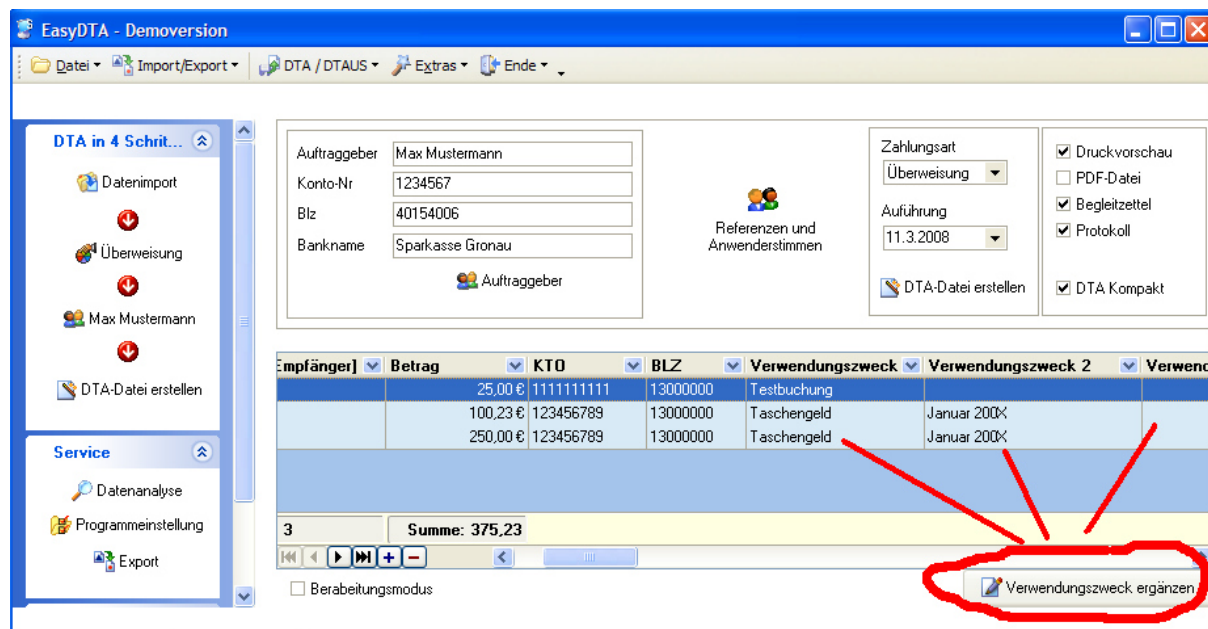 EasyDTA - Demoversion
Datei Import/Export DTA / DTAUS Extras Ende
DTA in 4 Schrit...
Datenimport
Überweisung
Max Mustermann
DTA-Datei erstellen
Service
Datenanalyse
Programmeinstellung
Export
Auftraggeber Max Mustermann
Konto-Nr 1234567
Blz 40154006
Bankname Sparkasse Gronau
Auftraggeber
Referenzen und
Anwenderstimmen
Zahlungsart
Überweisung
Auführung
11.3.2008
DTA-Datei erstellen
Druckvorschau
PDF-Datei
Begleitzettel
Protokoll
DTA Kompakt
Empfänger] Betrag KTO BLZ Verwendungszweck Verwendungszweck 2 Verwend
25,00 € 1111111111 13000000 Testbuchung
100,23 € 123456789 13000000 Taschengeld Januar 200X
250,00 € 123456789 13000000 Taschengeld Januar 200X
3 Summe: 375,23
Berabeitungsmodus
Verwendungszweck ergänzen